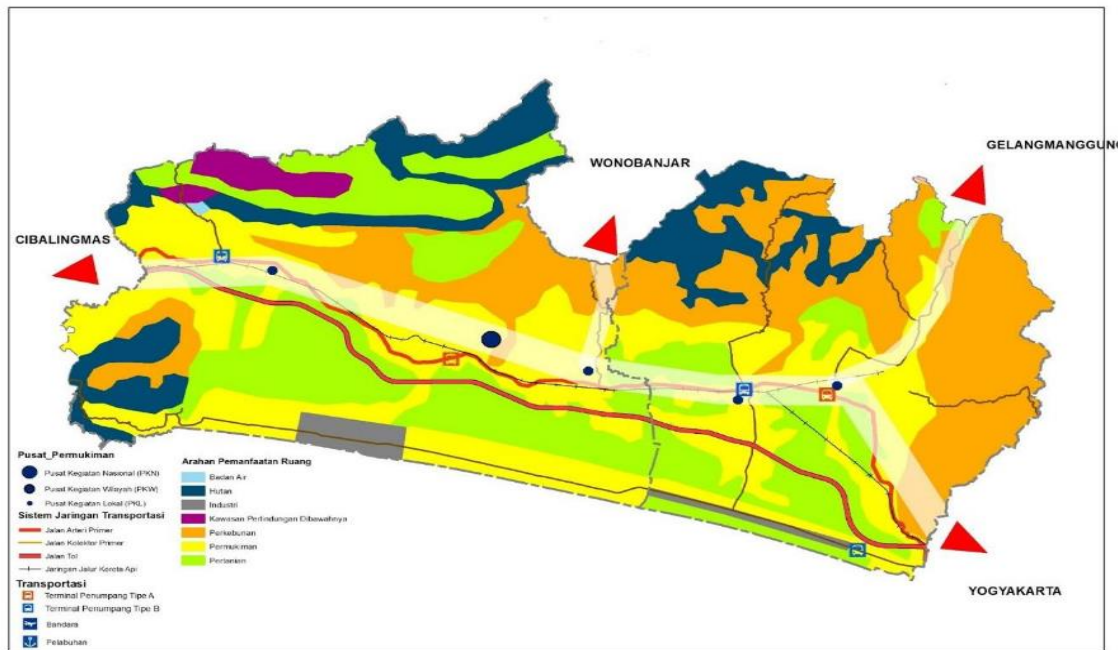 WONOBANJAR
GELANGMANGGUNG
CIBALINGMAS
YOGYAKARTA
Pusat_Permukiman
Pusat Kegiatan Nasional (PKN)
Pusat Kegiatan Wilayah (PKW)
Pusat Kegiatan Lokal (PKL)
Sistem Jaringan Transportasi
Jalan Arteri Primer
Jalan Kolektor Primer
Jalan Tol
Jaringan Jalur Kereta Api
Transportasi
Terminal Penumpang Tipe A
Terminal Penumpang Tipe B
Bandara
Pelabuhan
Arahan Pemanfaatan Ruang
Badan Air
Hutan
Industri
Kawasan Perlindungan Dibawahnya
Perkebunan
Permukiman
Pertanian